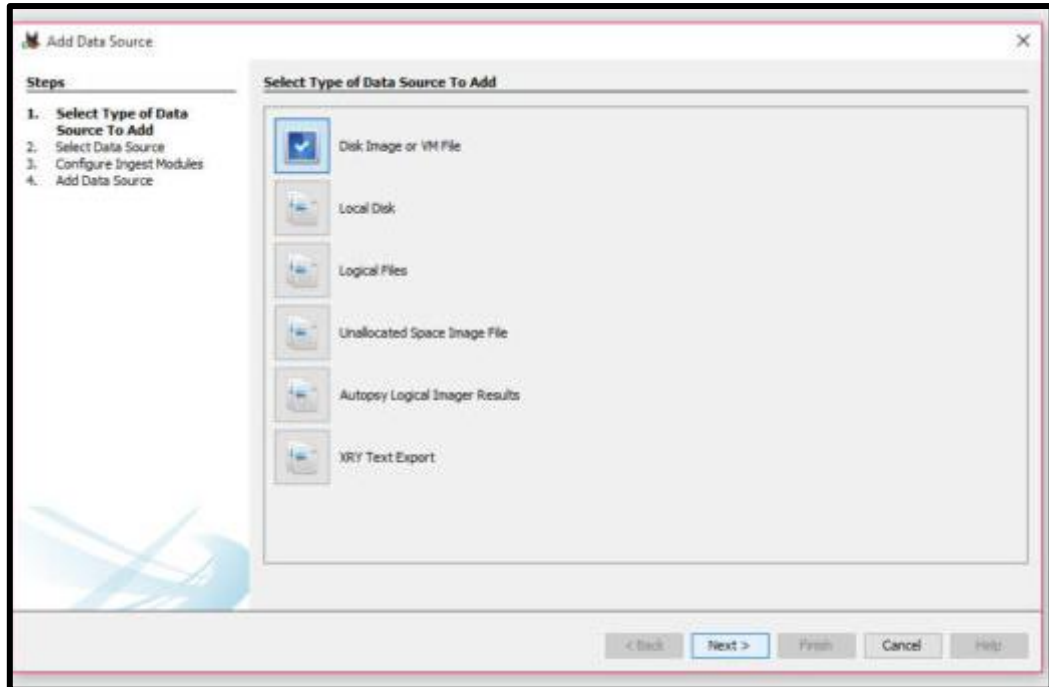 Add Data Source
Steps
1. Select Type of Data
Source To Add
2. Select Data Source
3. Configure Ingest Modules
4. Add Data Source
Select Type of Data Source To Add
Disk Image or VM File
Local Disk
Logical Files
Unallocated Space Image File
Autopsy Logical Imager Results
XRY Text Export
< Back
Next >
Finish
Cancel
Help